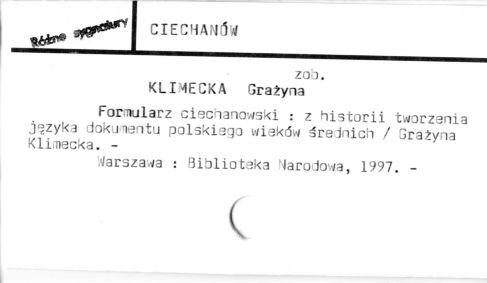 Różne sygnatury
CIECHANÓW
zob.
KLIMECKA Grażyna
Formularz ciechanowski : z historii tworzenia
języka dokumentu polskiego wieków średnich / Grażyna
Klimecka. -
Warszawa : Biblioteka Narodowa, 1997. -